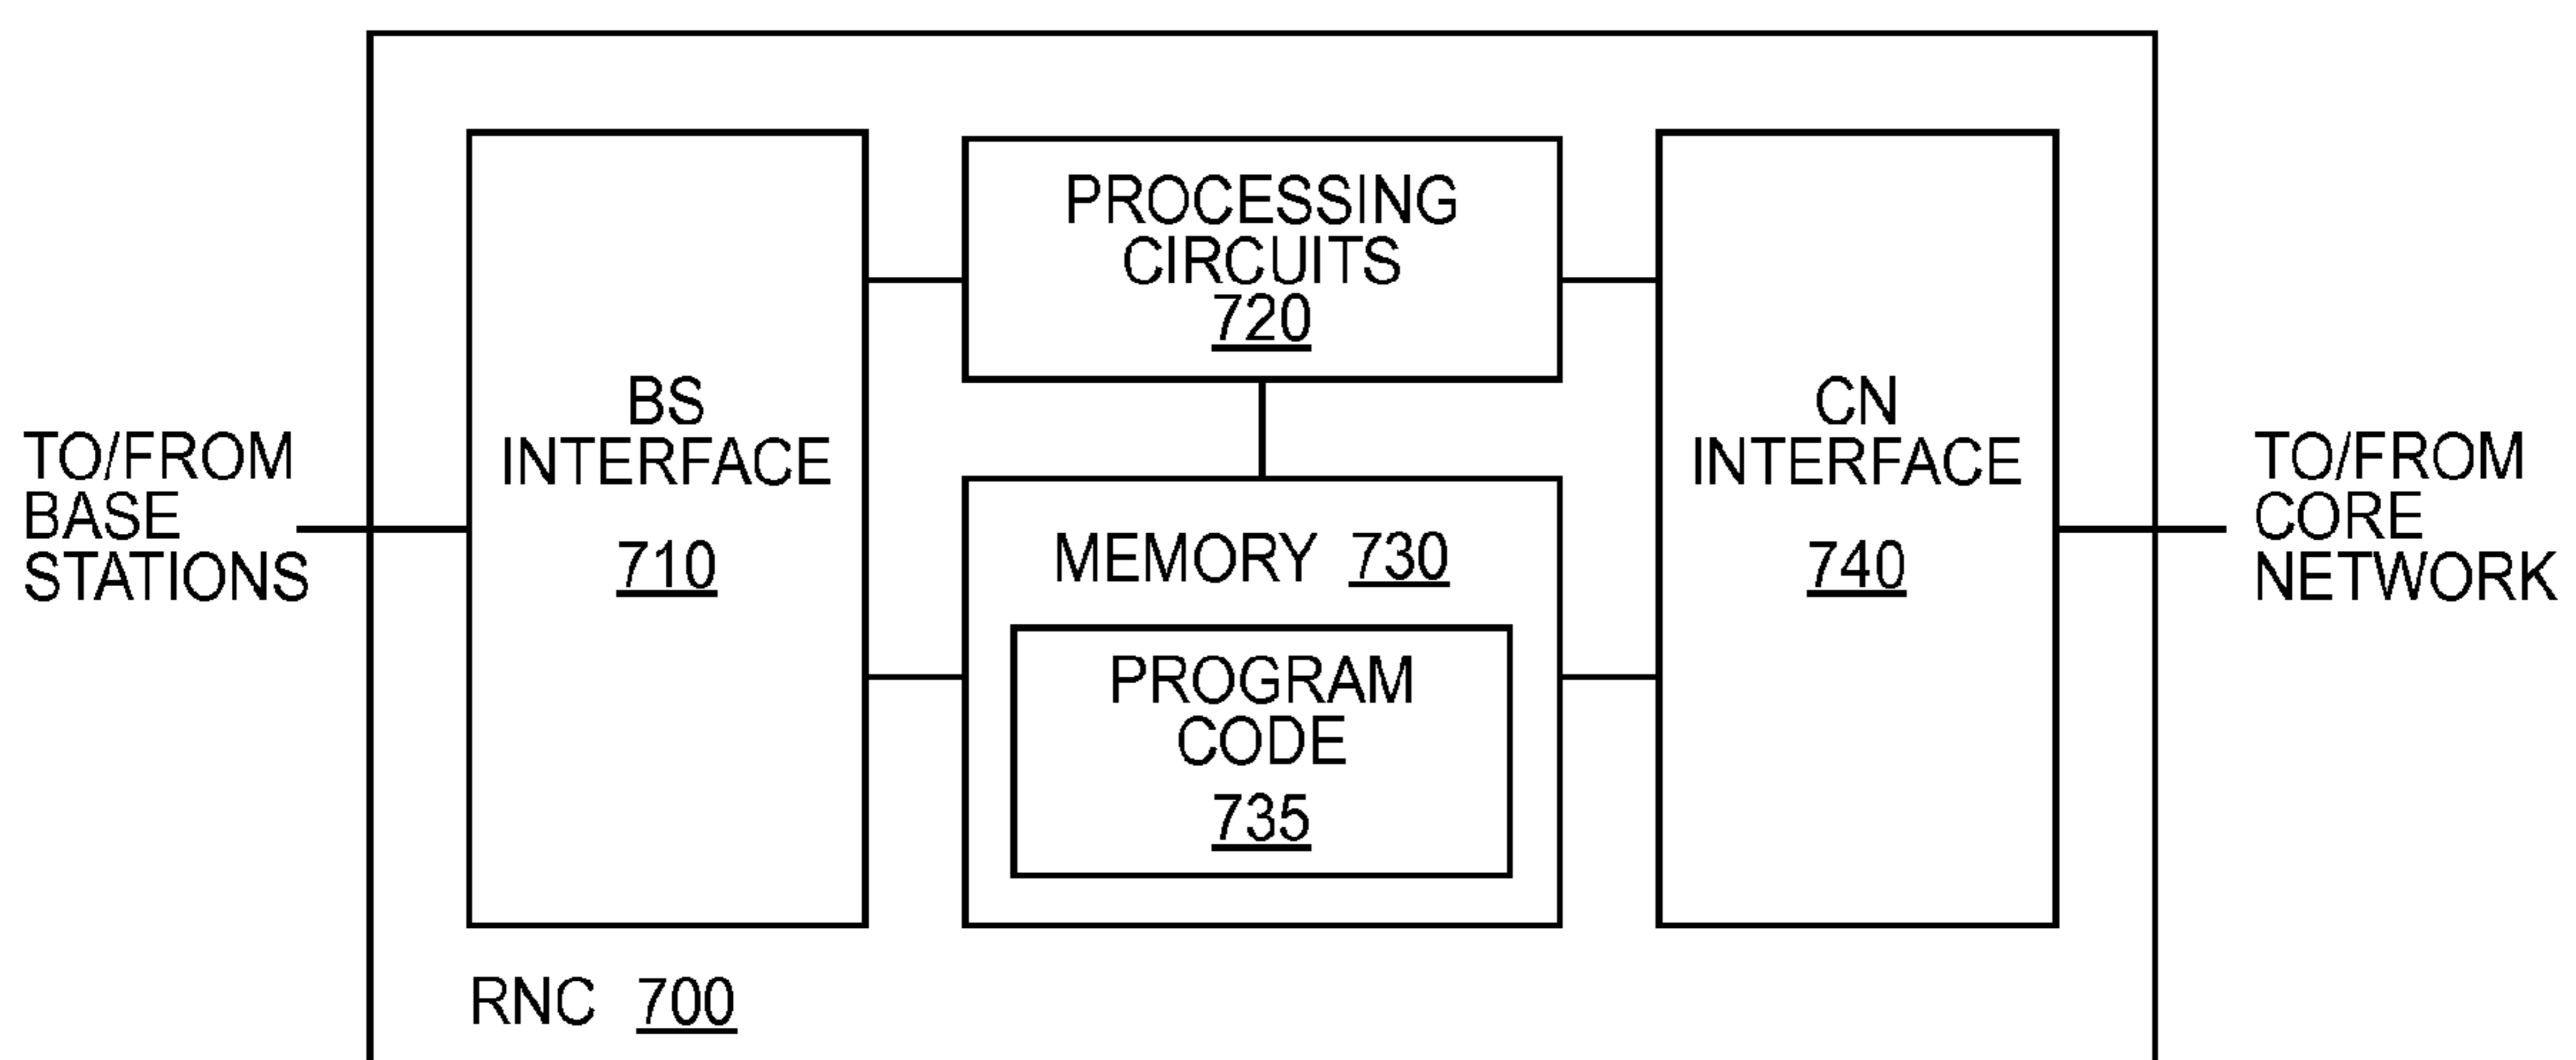 TO/FROM
BASE
STATIONS
BS
INTERFACE
710
PROCESSING
CIRCUITS
720
MEMORY 730
PROGRAM
CODE
735
CN
INTERFACE
740
TO/FROM
CORE
NETWORK
RNC 700